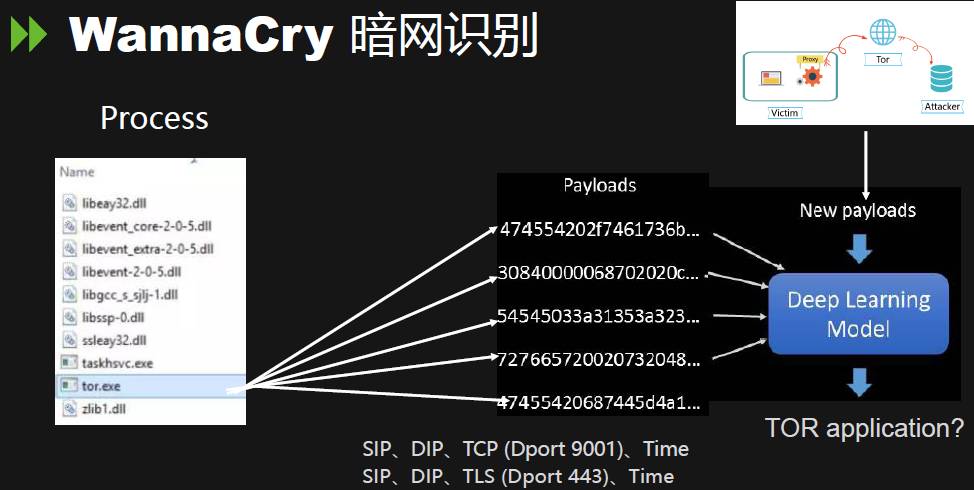 WannaCry 暗网识别
Process
Name
libeay32.dll
libevent_core-2-0-5.dll
libevent_extra-2-0-5.dll
libevent-2-0-5.dll
libgcc_s_sjlj-1.dll
libssp-0.dll
ssleay32.dll
taskhsvc.exe
tor.exe
zlib1.dll
Payloads
474554202f7461736b...
30840000068702020c...
54545033a31353a323...
727665720020732048...
47455420687445d4a1...
SIP、DIP、TCP (Dport 9001)、Time
SIP、DIP、TLS (Dport 443)、Time
Proxy
Victim
Tor
Attacker
New payloads
Deep Learning
Model
TOR application?